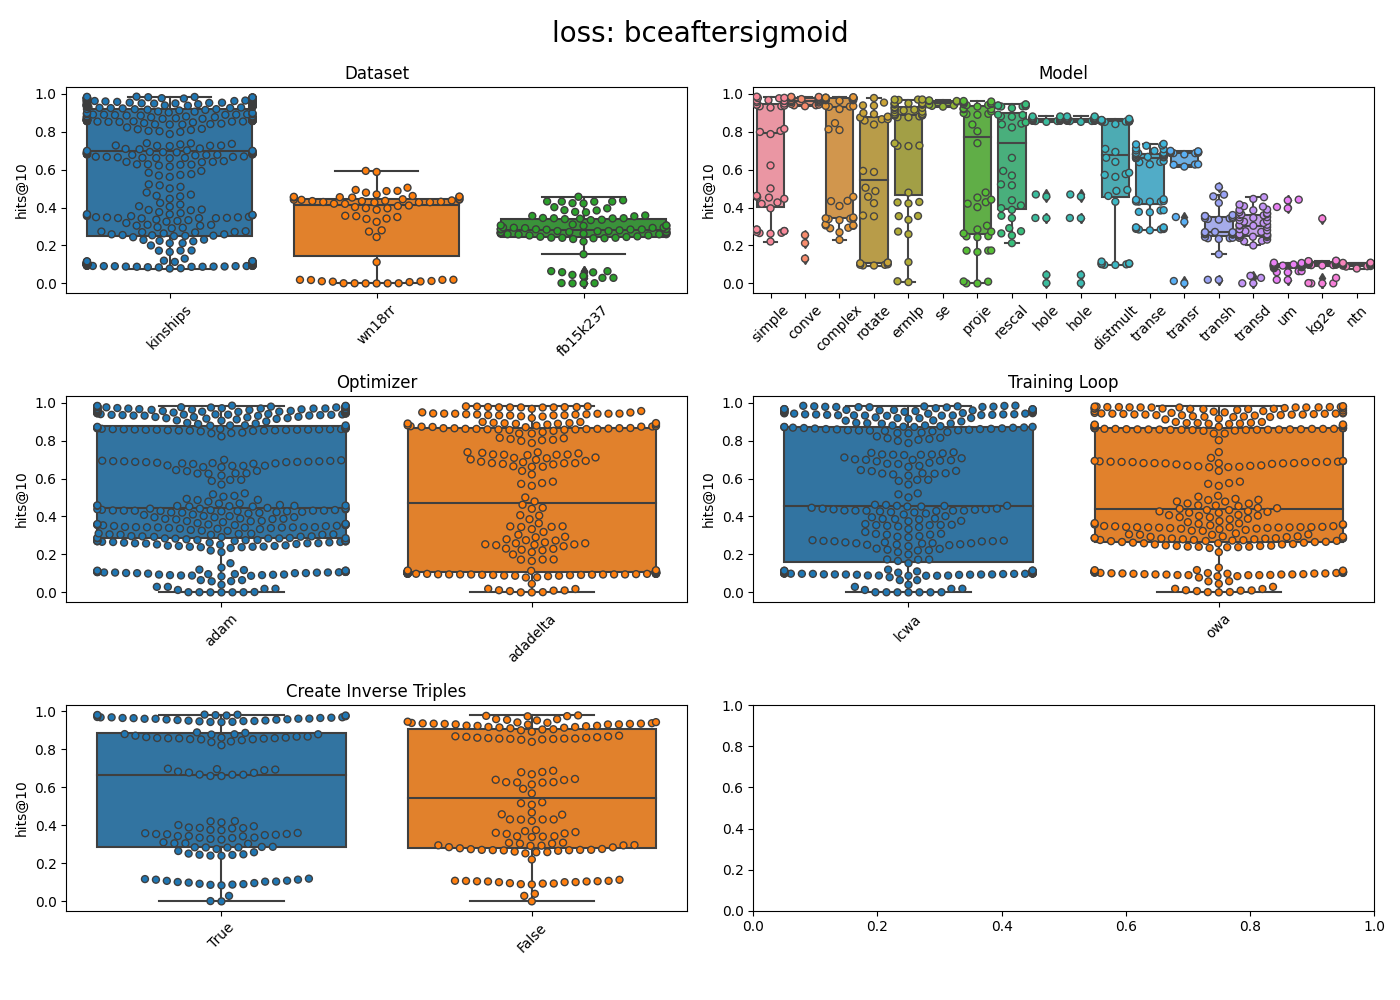 loss: bceaftersigmoid
Dataset
hits@10
1.0
0.8
0.6
0.4
0.2
0.0
kinships
wn18rr
fb15k237
Model
hits@10
1.0
0.8
0.6
0.4
0.2
0.0
simple
conve
complex
rotate
ermlp
se
proje
rescal
hole
hole
distmult
transe
transr
transh
transd
um
kg2e
ntn
Optimizer
hits@10
1.0
0.8
0.6
0.4
0.2
0.0
adam
adadelta
Training Loop
hits@10
1.0
0.8
0.6
0.4
0.2
0.0
lcwa
owa
Create Inverse Triples
hits@10
1.0
0.8
0.6
0.4
0.2
0.0
True
False
1.0
0.8
0.6
0.4
0.2
0.0
0.0 0.2 0.4 0.6 0.8 1.0